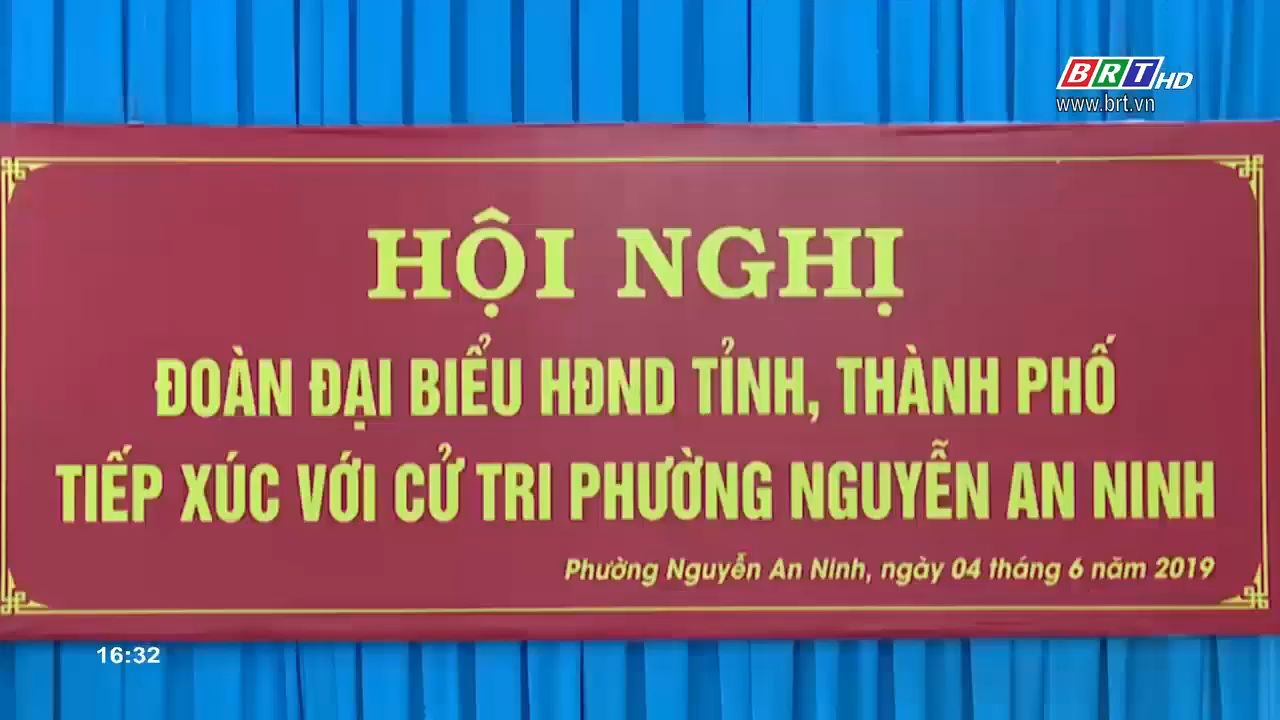 BRT HD
www.brt.vn
HỘI NGHỊ
ĐOÀN ĐẠI BIỂU HĐND TỈNH, THÀNH PHỐ
TIẾP XÚC VỚI CỬ TRI PHƯỜNG NGUYỄN AN NINH
Phường Nguyễn An Ninh, ngày 04 tháng 6 năm 2019
16:32